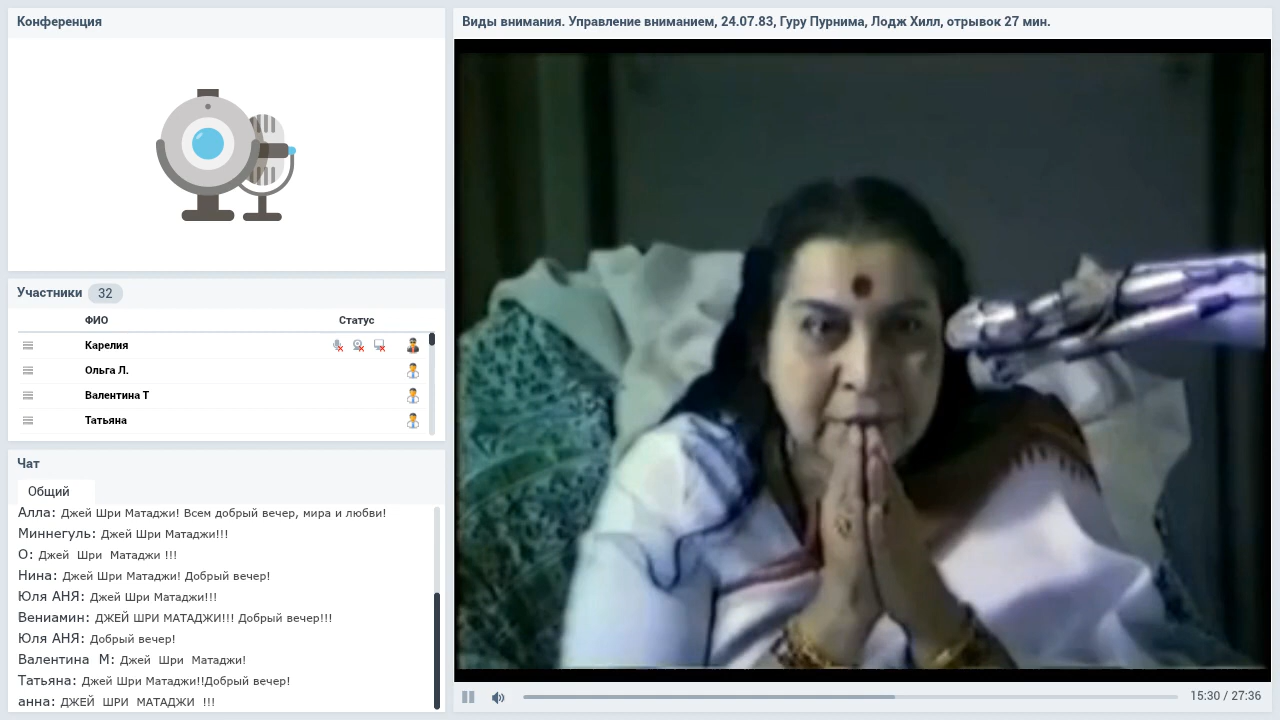 Конференция
Виды внимания. Управление вниманием, 24.07.83, Гуру Пурнима, Лодж Хилл, отрывок 27 мин.
Участники 32
ФИО Статус
Карелия
Ольга Л.
Валентина Т
Татьяна
Чат
Общий
Алла: Джей Шри Матаджи! Всем добрый вечер, мира и любви!
Миннегуль: Джей Шри Матаджи!!!
О: Джей Шри Матаджи !!!
Нина: Джей Шри Матаджи! Добрый вечер!
Юля АНЯ: Джей Шри Матаджи!!!
Вениамин: ДЖЕЙ ШРИ МАТАДЖИ!!! Добрый вечер!!!
Юля АНЯ: Добрый вечер!
Валентина М: Джей Шри Матаджи!
Татьяна: Джей Шри Матаджи!!Добрый вечер!
анна: ДЖЕЙ ШРИ МАТАДЖИ !!!
15:30 / 27:36